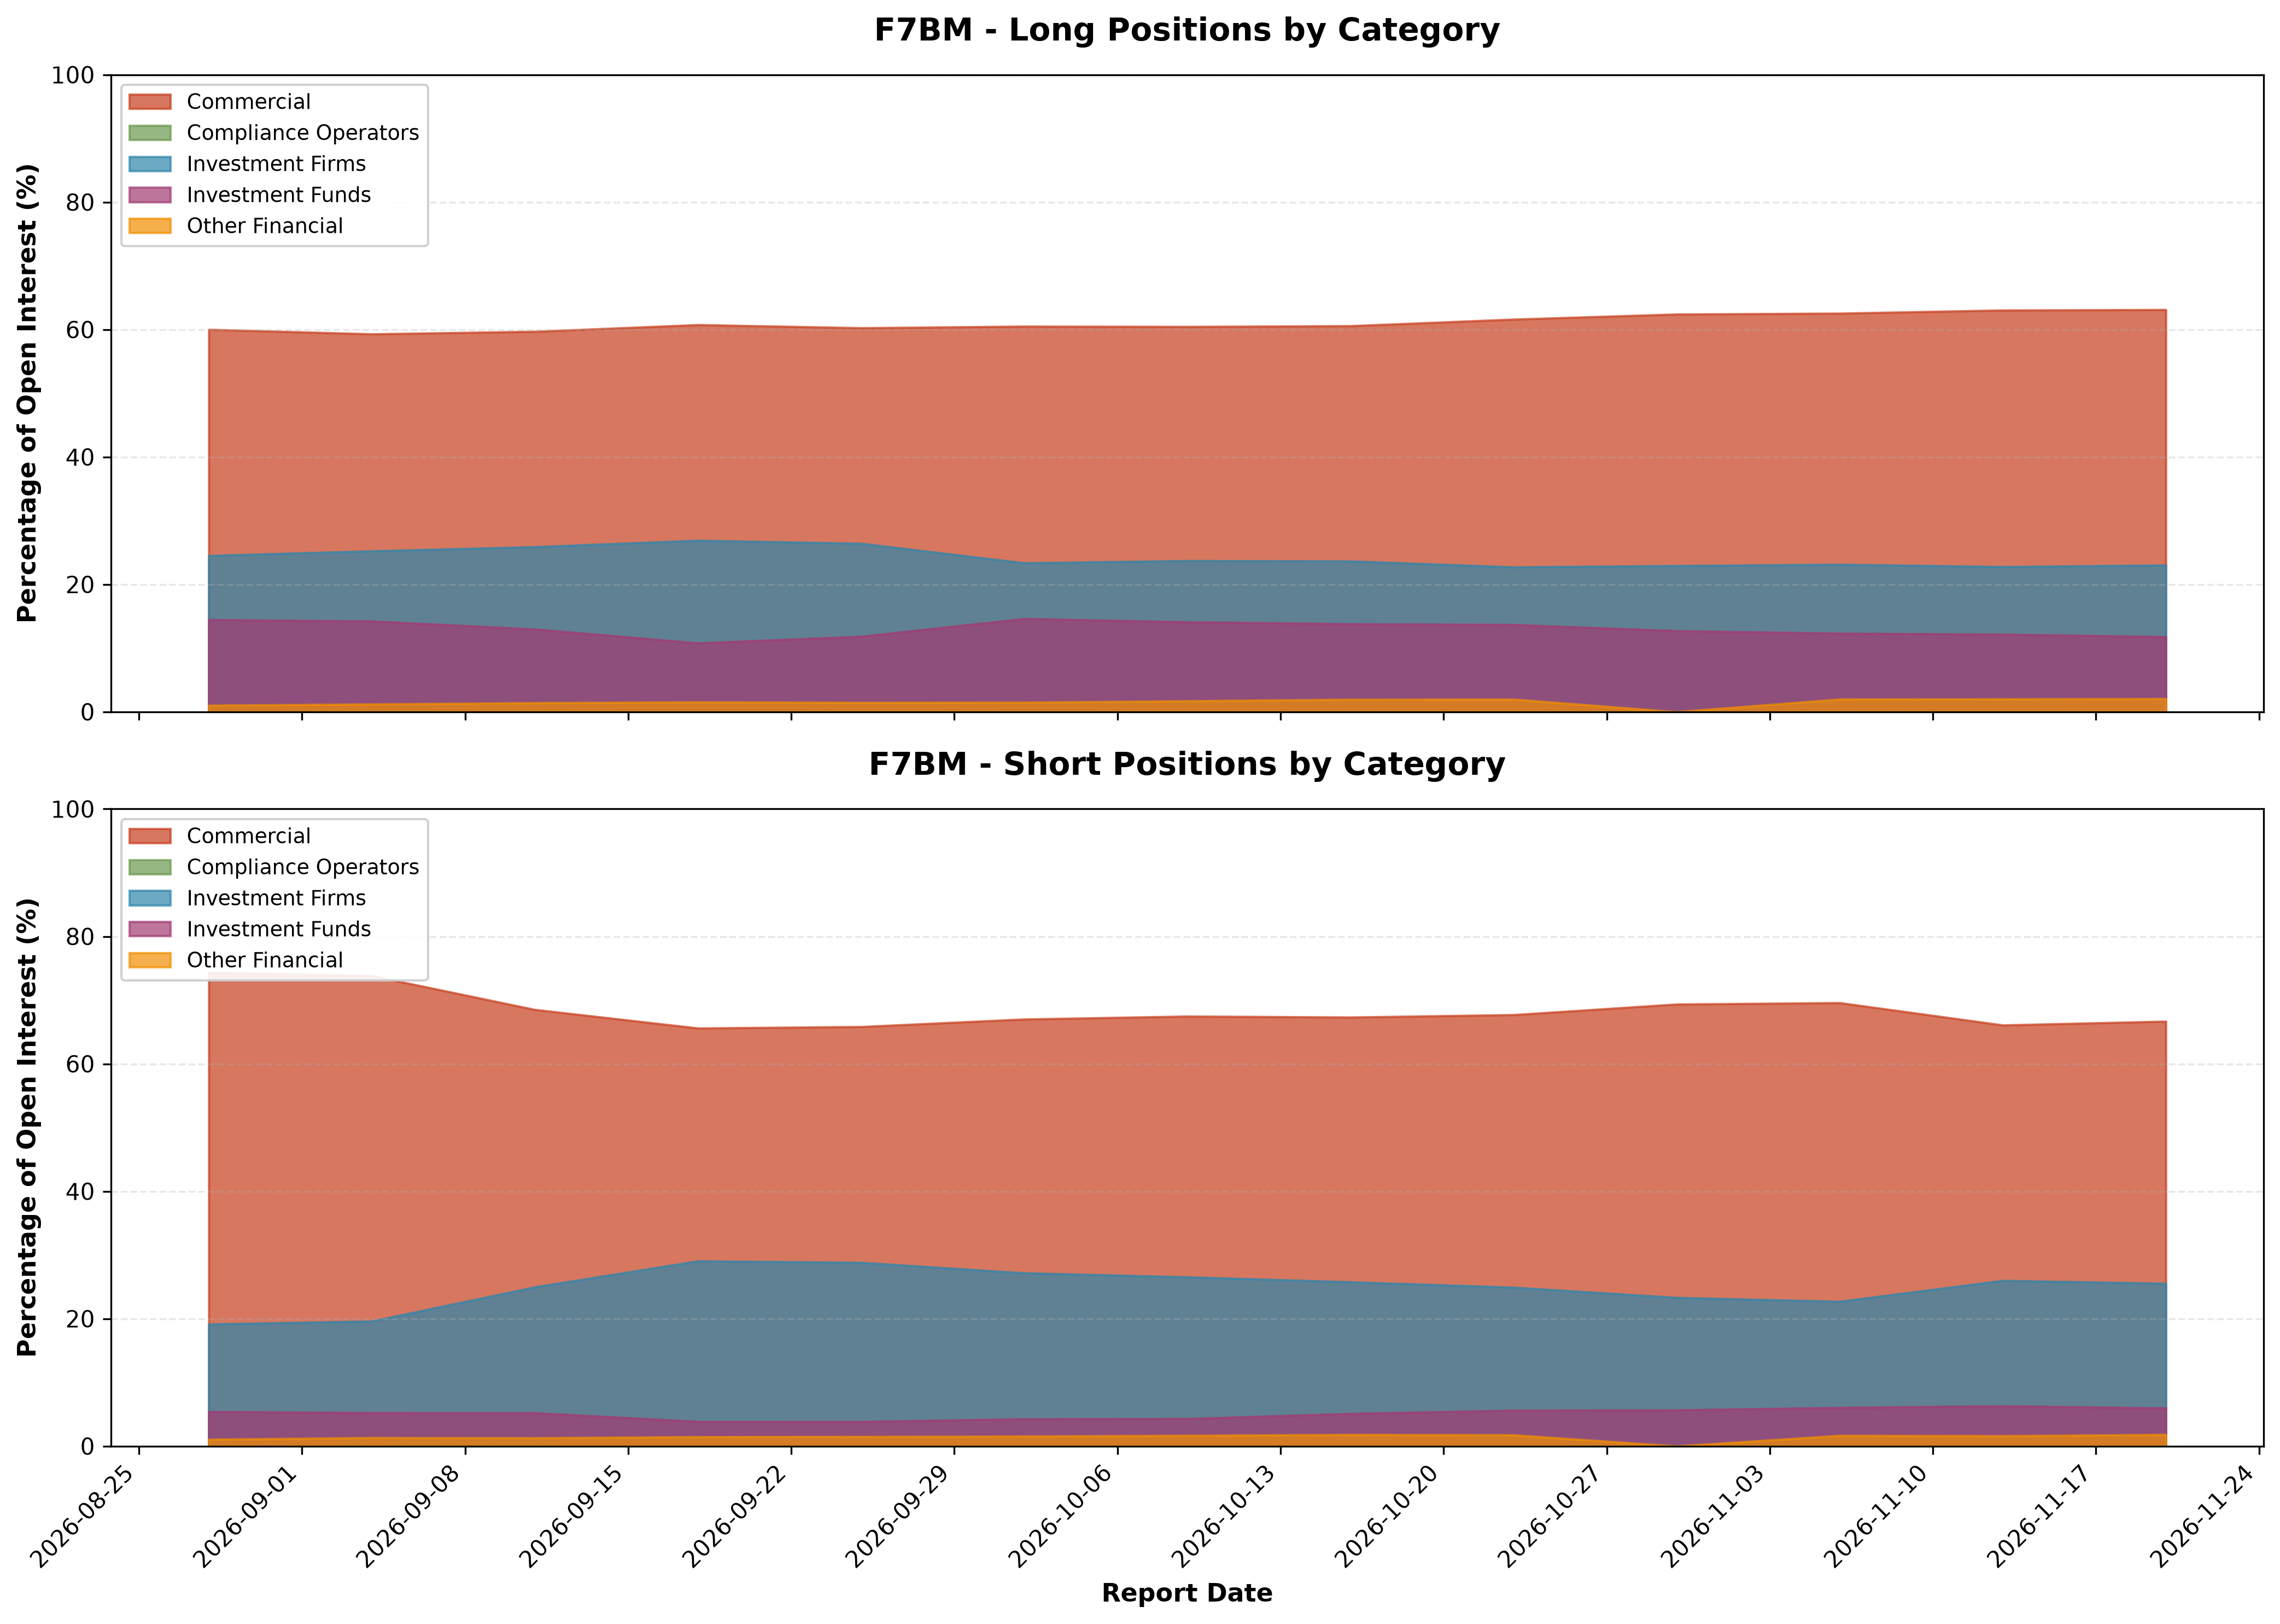 F7BM - Long Positions by Category
Percentage of Open Interest (%)
100
80
60
40
20
0
Commercial
Compliance Operators
Investment Firms
Investment Funds
Other Financial
F7BM - Short Positions by Category
Percentage of Open Interest (%)
100
80
60
40
20
0
Commercial
Compliance Operators
Investment Firms
Investment Funds
Other Financial
2026-08-25
2026-09-01
2026-09-08
2026-09-15
2026-09-22
2026-09-29
2026-10-06
2026-10-13
2026-10-20
2026-10-27
2026-11-03
2026-11-10
2026-11-17
2026-11-24
Report Date